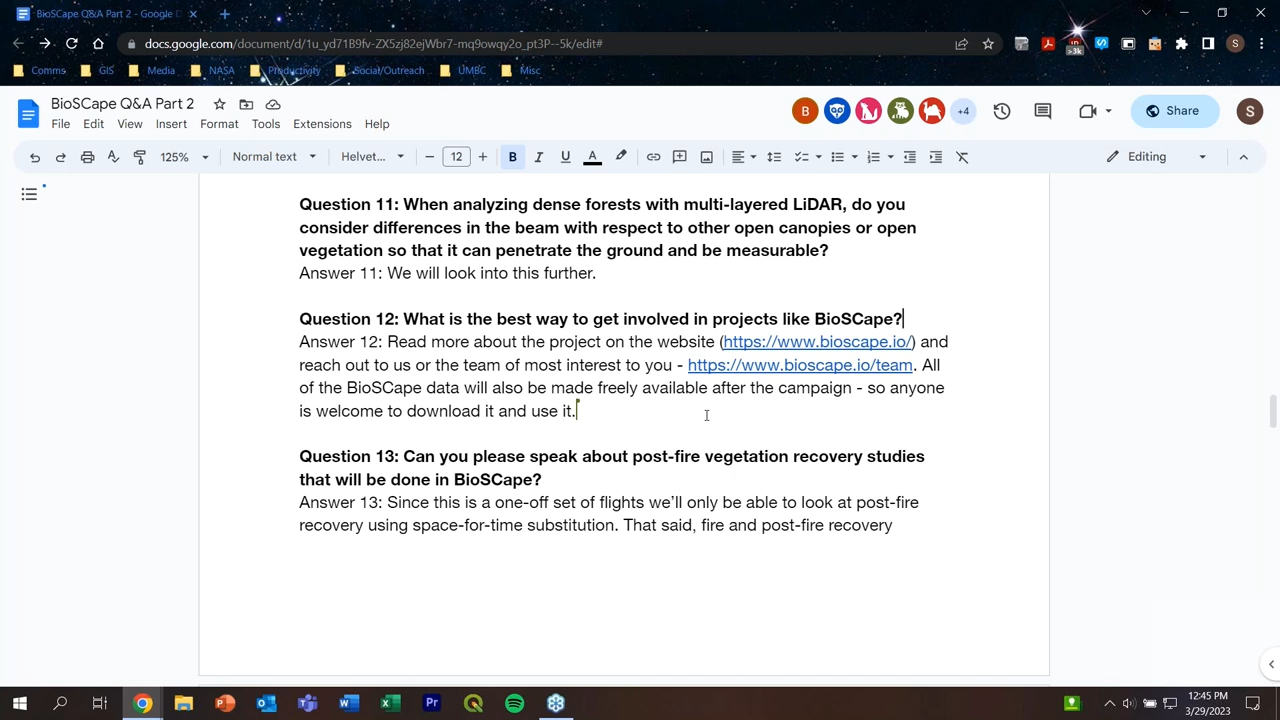 BioSCape Q&A Part 2 - Google D
docs.google.com/document/d/1u_yd71B9fv-ZX5zj82ejWbr7-mq9owqy2o_pt3P--5k/edit#
>3k
S
Comms
GIS
Media
NASA
Productivity
Social/Outreach
UMBC
Misc
BioSCape Q&A Part 2
B
+4
Share
S
File Edit View Insert Format Tools Extensions Help
125%
Normal text
Helvet...
12
B I U A
Editing
Question 11: When analyzing dense forests with multi-layered LiDAR, do you
consider differences in the beam with respect to other open canopies or open
vegetation so that it can penetrate the ground and be measurable?
Answer 11: We will look into this further.
Question 12: What is the best way to get involved in projects like BioSCape?
Answer 12: Read more about the project on the website (https://www.bioscape.io/) and
reach out to us or the team of most interest to you - https://www.bioscape.io/team. All
of the BioSCape data will also be made freely available after the campaign - so anyone
is welcome to download it and use it.
Question 13: Can you please speak about post-fire vegetation recovery studies
that will be done in BioSCape?
Answer 13: Since this is a one-off set of flights we'll only be able to look at post-fire
recovery using space-for-time substitution. That said, fire and post-fire recovery
12:45 PM
3/29/2023